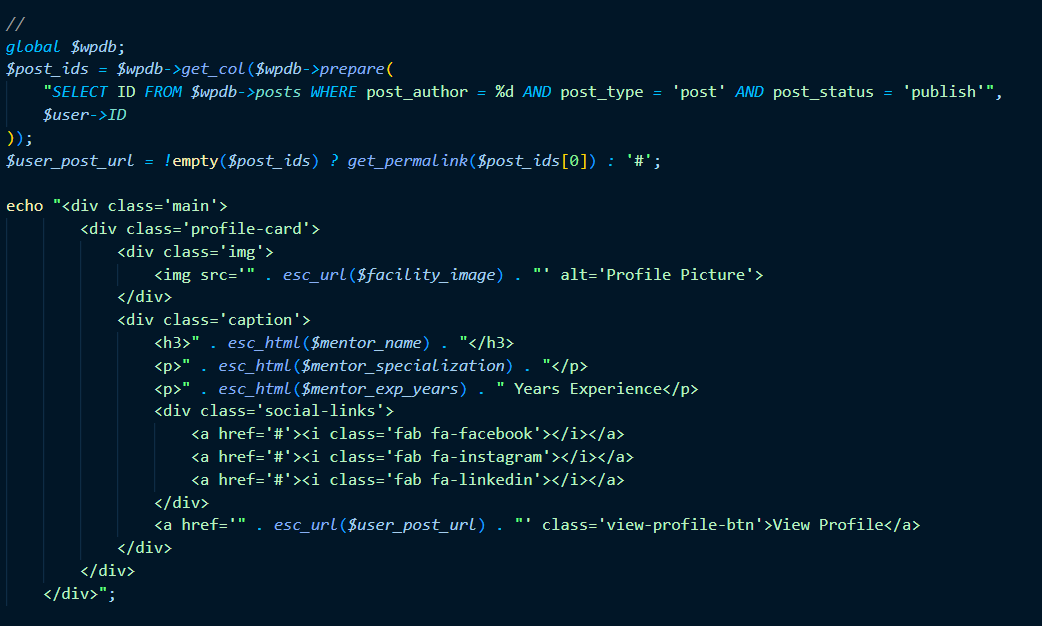 //
global $wpdb;
$post_ids = $wpdb->get_col($wpdb->prepare(
"SELECT ID FROM $wpdb->posts WHERE post_author = %d AND post_type = 'post' AND post_status = 'publish'",
$user->ID
));
$user_post_url = !empty($post_ids) ? get_permalink($post_ids[0]) : '#';
echo "<div class='main'>
<div class='profile-card'>
<div class='img'>
<img src='" . esc_url($facility_image) . "' alt='Profile Picture'>
</div>
<div class='caption'>
<h3>" . esc_html($mentor_name) . "</h3>
<p>" . esc_html($mentor_specialization) . "</p>
<p>" . esc_html($mentor_exp_years) . " Years Experience</p>
<div class='social-links'>
<a href='#'><i class='fab fa-facebook'></i></a>
<a href='#'><i class='fab fa-instagram'></i></a>
<a href='#'><i class='fab fa-linkedin'></i></a>
</div>
<a href='" . esc_url($user_post_url) . "' class='view-profile-btn'>View Profile</a>
</div>
</div>
</div>";